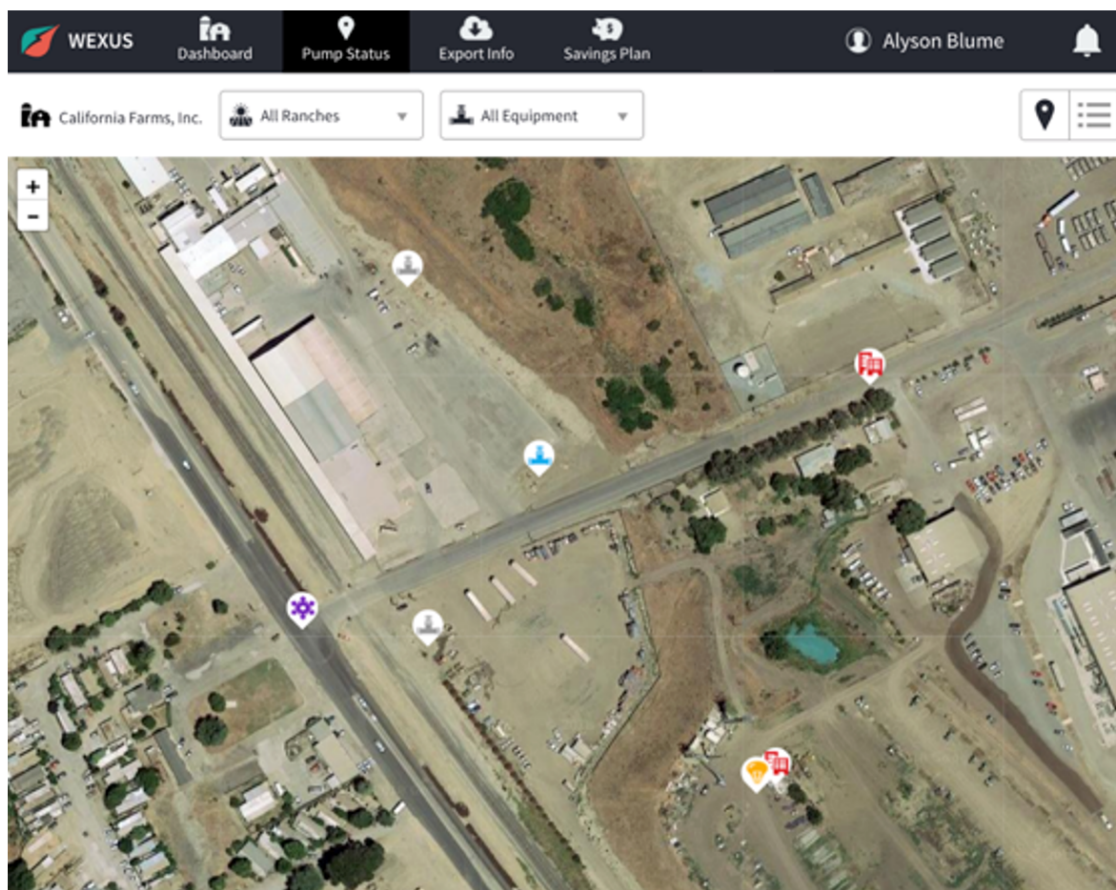 WEXUS
Dashboard
Pump Status
Export Info
Savings Plan
Alyson Blume
California Farms, Inc.
All Ranches
All Equipment
+
-